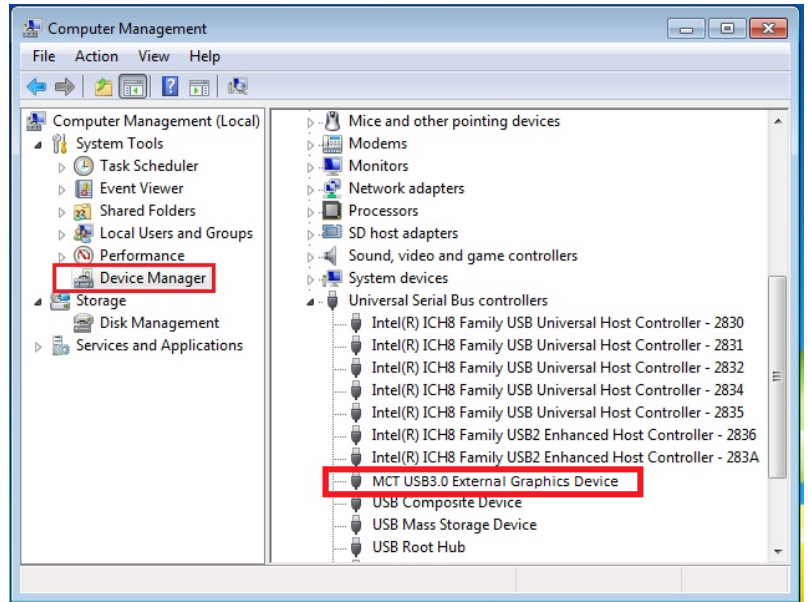 Computer Management
File Action View Help
Computer Management (Local)
System Tools
Task Scheduler
Event Viewer
Shared Folders
Local Users and Groups
Performance
Device Manager
Storage
Disk Management
Services and Applications
Mice and other pointing devices
Modems
Monitors
Network adapters
Processors
SD host adapters
Sound, video and game controllers
System devices
Universal Serial Bus controllers
Intel(R) ICH8 Family USB Universal Host Controller - 2830
Intel(R) ICH8 Family USB Universal Host Controller - 2831
Intel(R) ICH8 Family USB Universal Host Controller - 2832
Intel(R) ICH8 Family USB Universal Host Controller - 2834
Intel(R) ICH8 Family USB Universal Host Controller - 2835
Intel(R) ICH8 Family USB2 Enhanced Host Controller - 2836
Intel(R) ICH8 Family USB2 Enhanced Host Controller - 283A
MCT USB3.0 External Graphics Device
USB Composite Device
USB Mass Storage Device
USB Root Hub